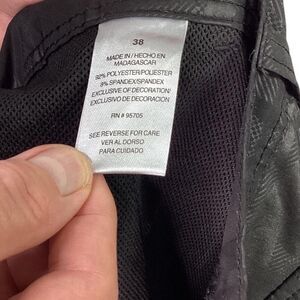 38
MADE IN / HECHO EN
MADAGASCAR
92% POLYESTER/POLIESTER
8% SPANDEX/SPANDEX
EXCLUSIVE OF DECORATION/
EXCLUSIVO DE DECORACION
RN # 95705
SEE REVERSE FOR CARE
VER AL DORSO
PARA CUIDADO